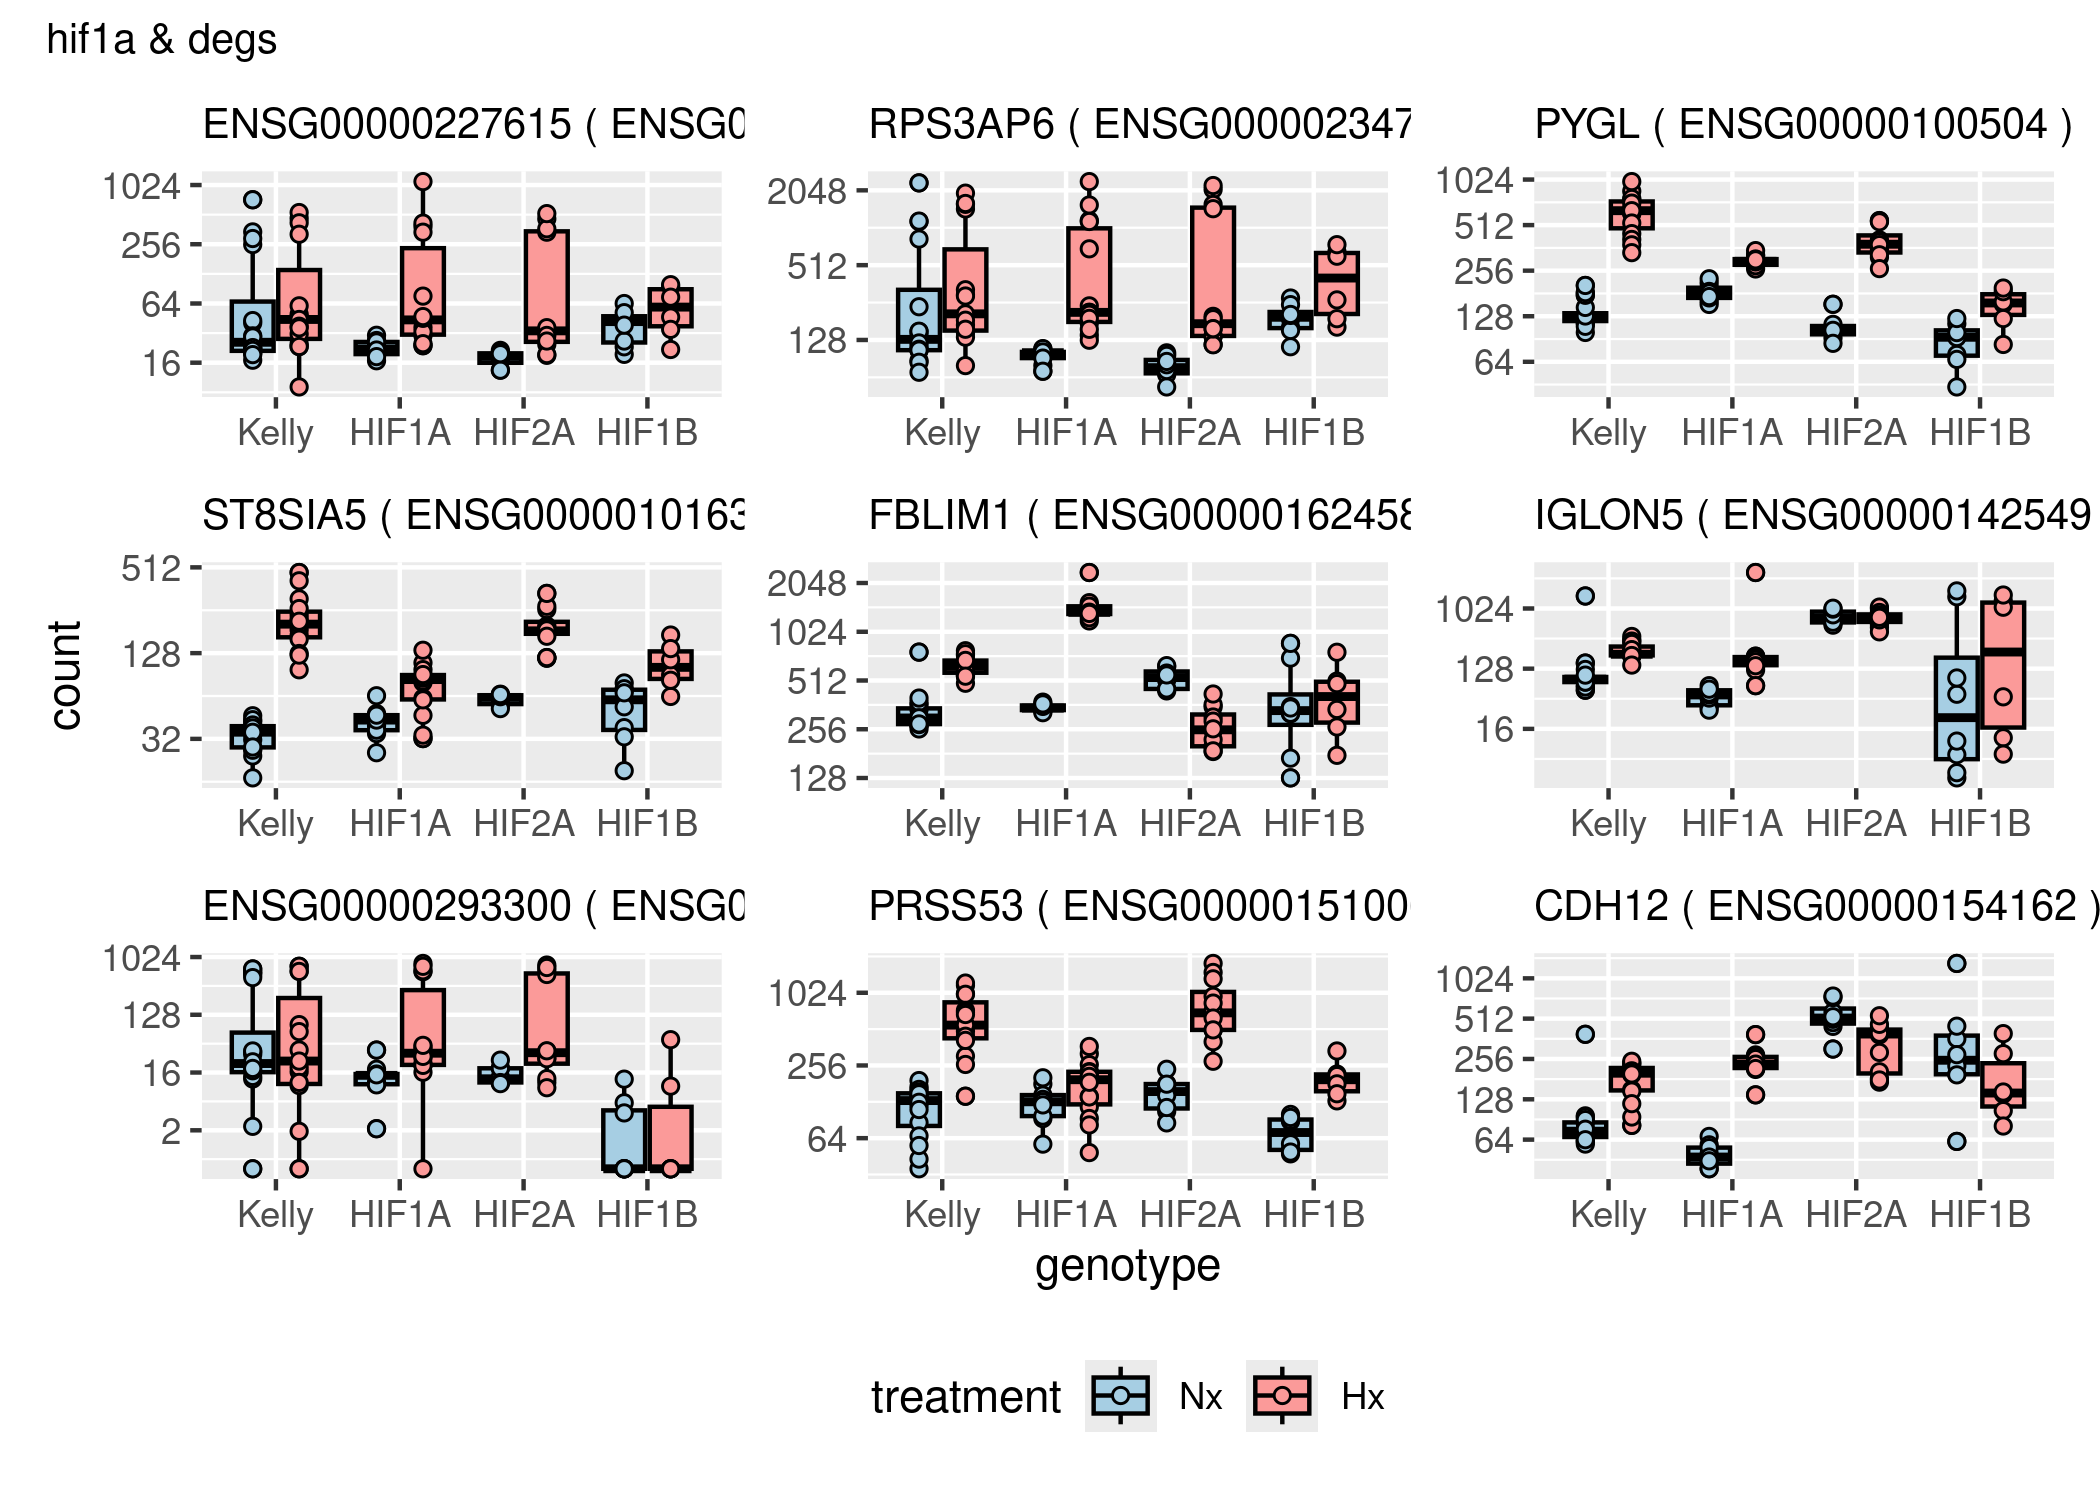 hif1a & degs
ENSG00000227615 ( ENSG0
RPS3AP6 ( ENSG000002347
PYGL ( ENSG00000100504 )
1024
256
64
16
Kelly HIF1A HIF2A HIF1B
2048
512
128
Kelly HIF1A HIF2A HIF1B
1024
512
256
128
64
Kelly HIF1A HIF2A HIF1B
count
ST8SIA5 ( ENSG0000010163
FBLIM1 ( ENSG00000162458
IGLON5 ( ENSG00000142549
512
128
32
Kelly HIF1A HIF2A HIF1B
2048
1024
512
256
128
Kelly HIF1A HIF2A HIF1B
1024
128
16
Kelly HIF1A HIF2A HIF1B
ENSG00000293300 ( ENSG0
PRSS53 ( ENSG0000015100
CDH12 ( ENSG00000154162 )
1024
128
16
2
Kelly HIF1A HIF2A HIF1B
1024
256
64
Kelly HIF1A HIF2A HIF1B
1024
512
256
128
64
Kelly HIF1A HIF2A HIF1B
genotype
treatment Nx Hx